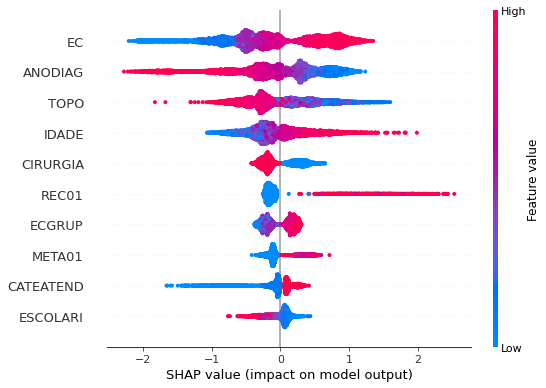 High
EC
ANODIAG
TOPO
IDADE
CIRURGIA
REC01
ECGRUP
META01
CATEATEND
ESCOLARI
Feature value
Low
−2 −1 0 1 2
SHAP value (impact on model output)